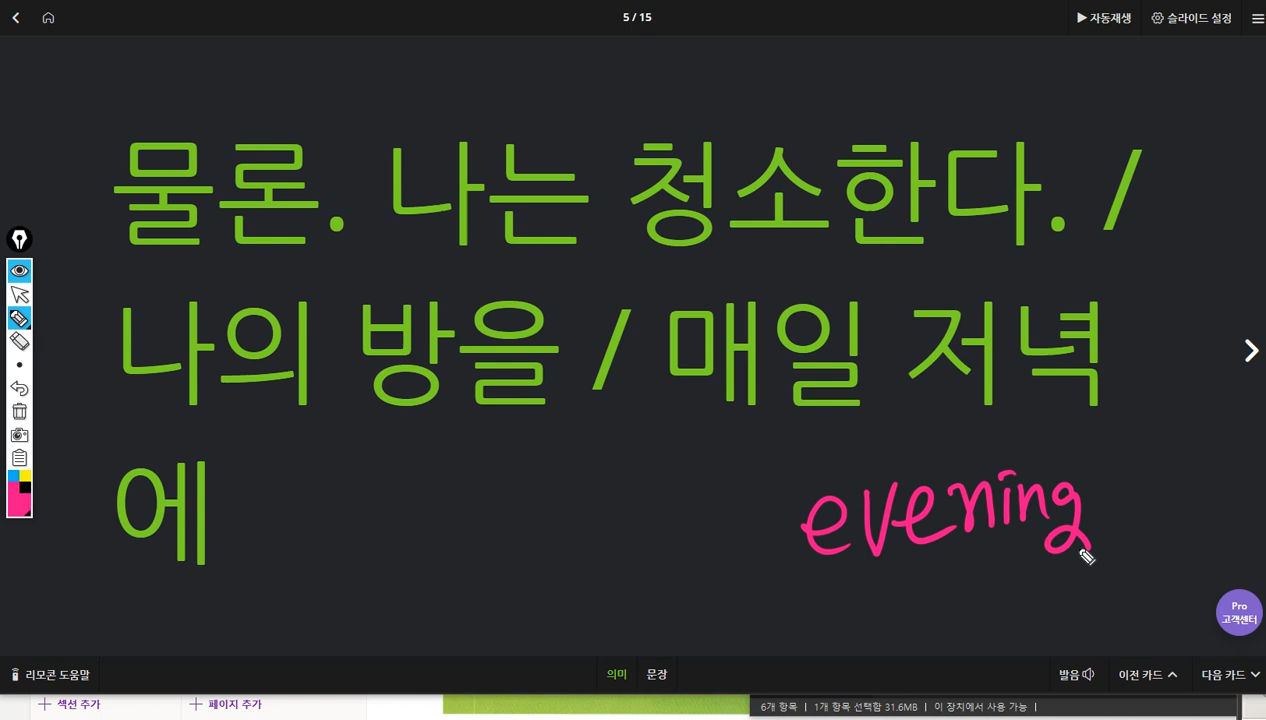 5 / 15
자동재생
슬라이드 설정
물론. 나는 청소한다. /
나의 방을 / 매일 저녁
에
evening
Pro
고객센터
리모콘 도움말
의미
문장
발음
이전 카드
다음 카드
섹션 추가
페이지 추가
6개 항목 | 1개 항목 선택함 31.6MB | 이 장치에서 사용 가능 |